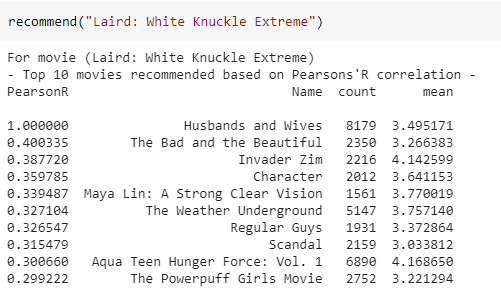 recommend("Laird: White Knuckle Extreme")
For movie (Laird: White Knuckle Extreme)
- Top 10 movies recommended based on Pearsons'R correlation -
PearsonR Name count mean
1.000000 Husbands and Wives 8179 3.495171
0.400335 The Bad and the Beautiful 2350 3.266383
0.387720 Invader Zim 2216 4.142599
0.359785 Character 2012 3.641153
0.339487 Maya Lin: A Strong Clear Vision 1561 3.770019
0.327104 The Weather Underground 5147 3.757140
0.326547 Regular Guys 1931 3.372864
0.315479 Scandal 2159 3.033812
0.300660 Aqua Teen Hunger Force: Vol. 1 6890 4.168650
0.299222 The Powerpuff Girls Movie 2752 3.221294